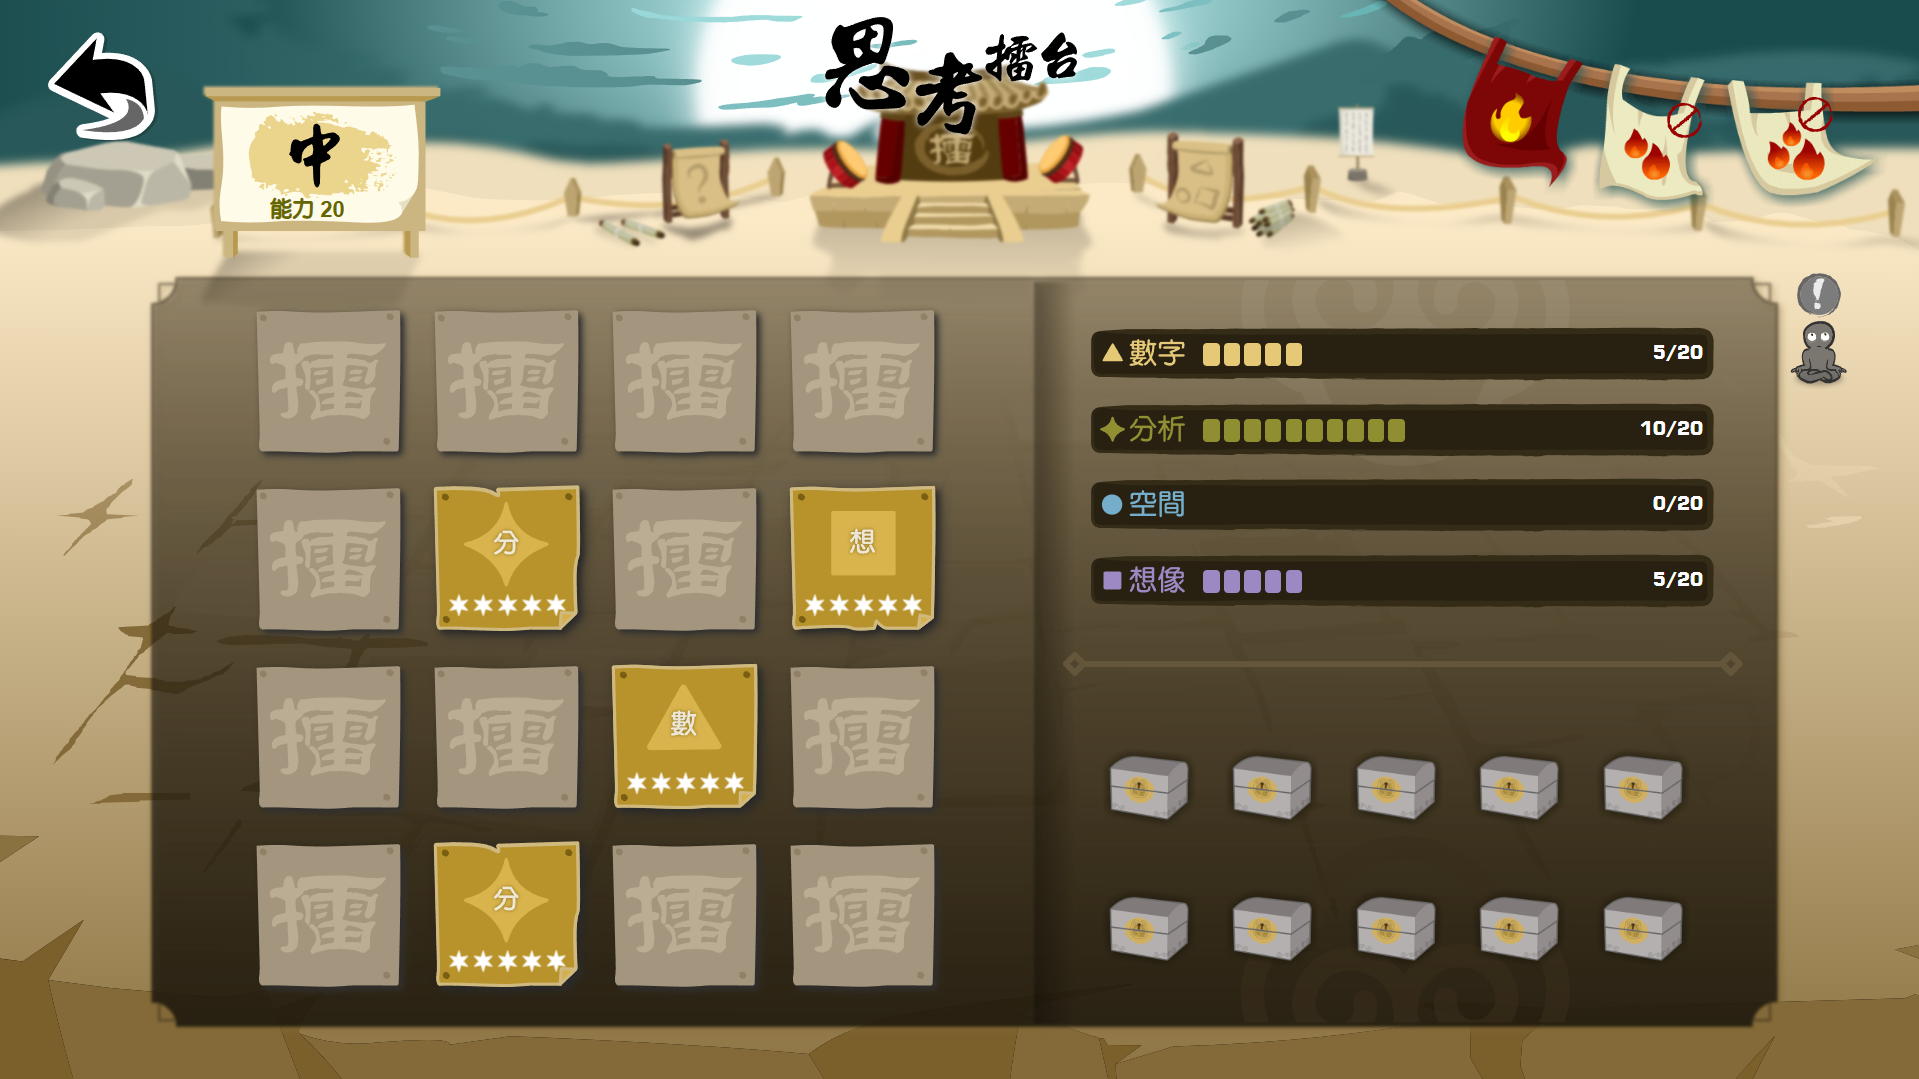 思考擂台
擂
中
能力 20
?
!
擂 擂 擂 擂
擂 分 擂 想
擂 擂 數 擂
擂 分 擂 擂
數字 5/20
分析 10/20
空間 0/20
想像 5/20